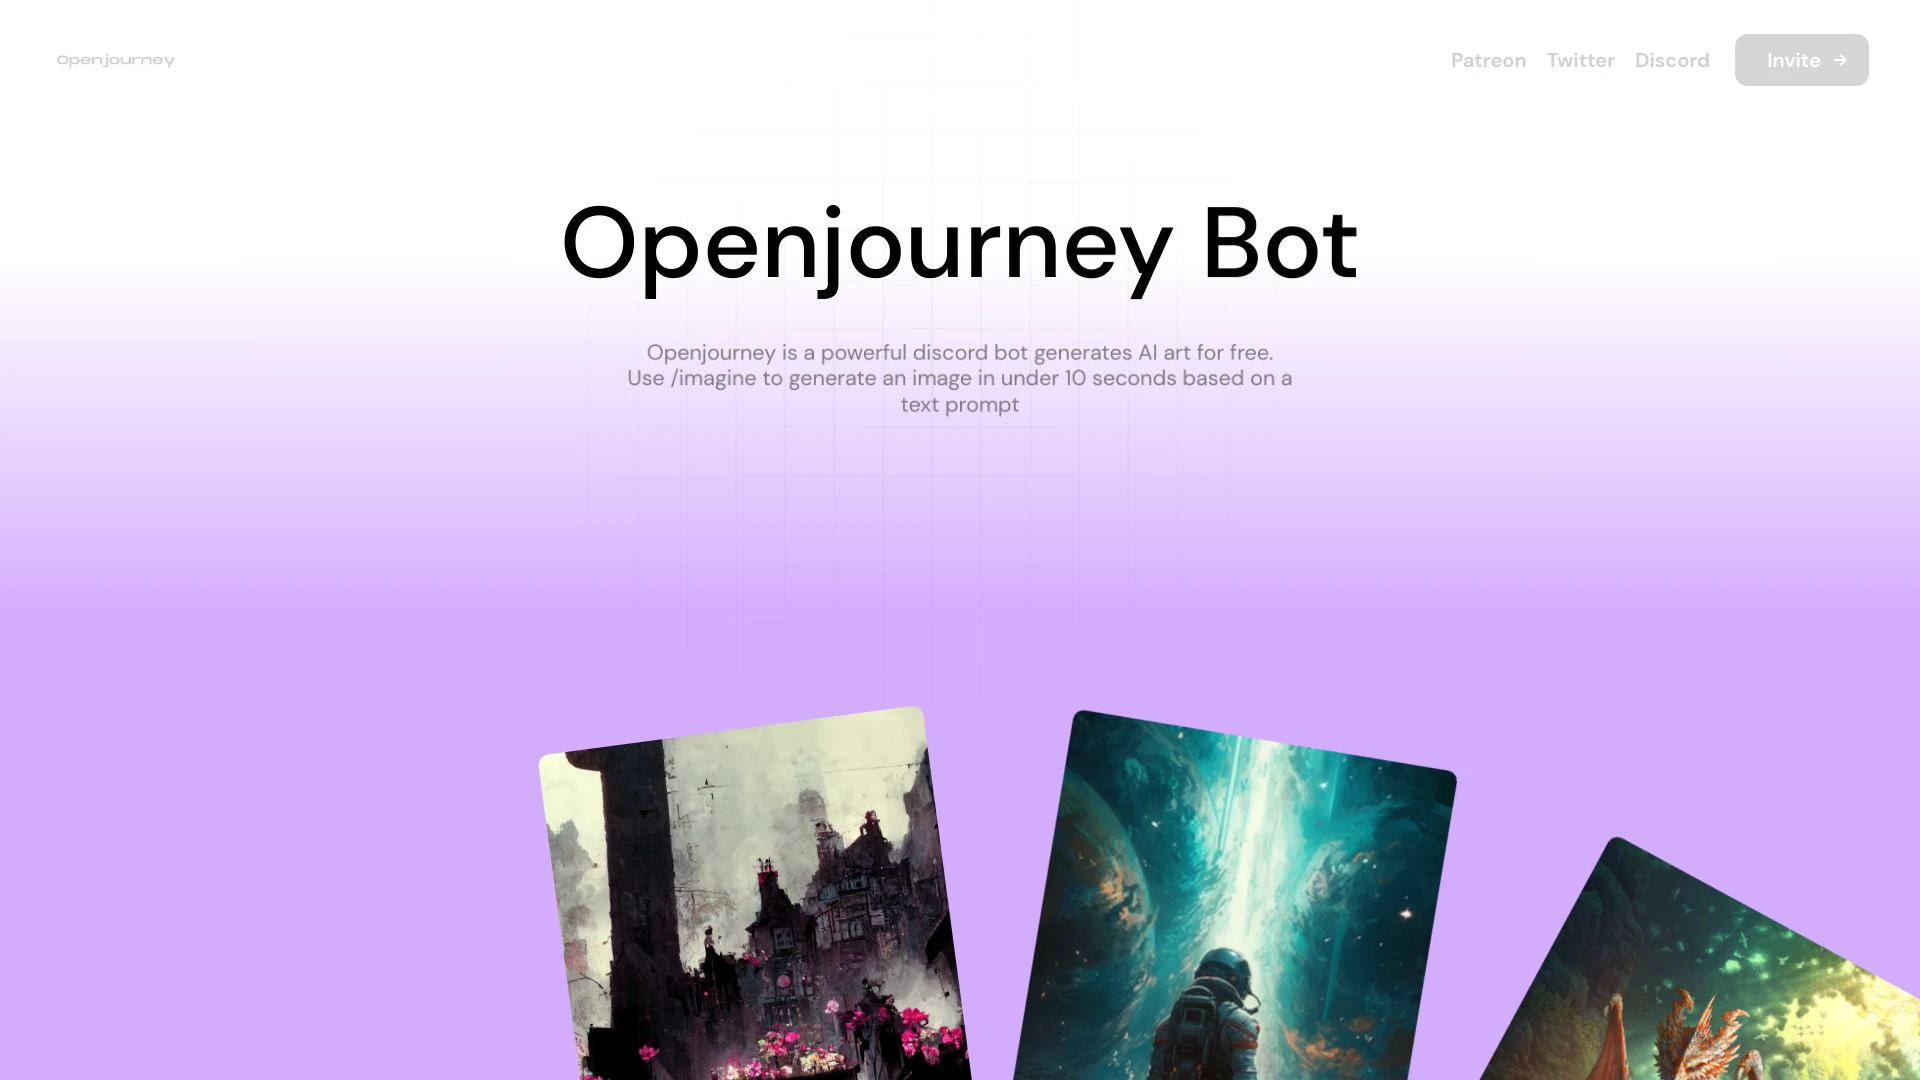 Openjourney
Patreon Twitter Discord Invite →
Openjourney Bot
Openjourney is a powerful discord bot generates AI art for free.
Use /imagine to generate an image in under 10 seconds based on a
text prompt